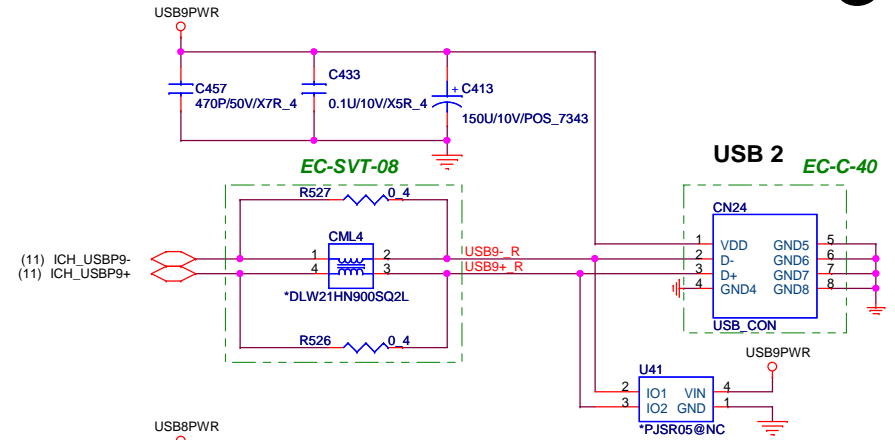 USB9PWR
C457
470P/50V/X7R_4
C433
0.1U/10V/X5R_4
+ C413
150U/10V/POS_7343
EC-SVT-08
R527 0_4
CML4
1 2
4 3
*DLW21HN900SQ2L
R526 0_4
(11) ICH_USBP9-
(11) ICH_USBP9+
USB9-_R
USB9+_R
USB 2
EC-C-40
CN24
1 VDD GND5 5
2 D- GND6 6
3 D+ GND7 7
4 GND4 GND8 8
USB_CON
USB9PWR
U41
2 IO1 VIN 4
3 IO2 GND 1
*PJSR05@NC
USB8PWR